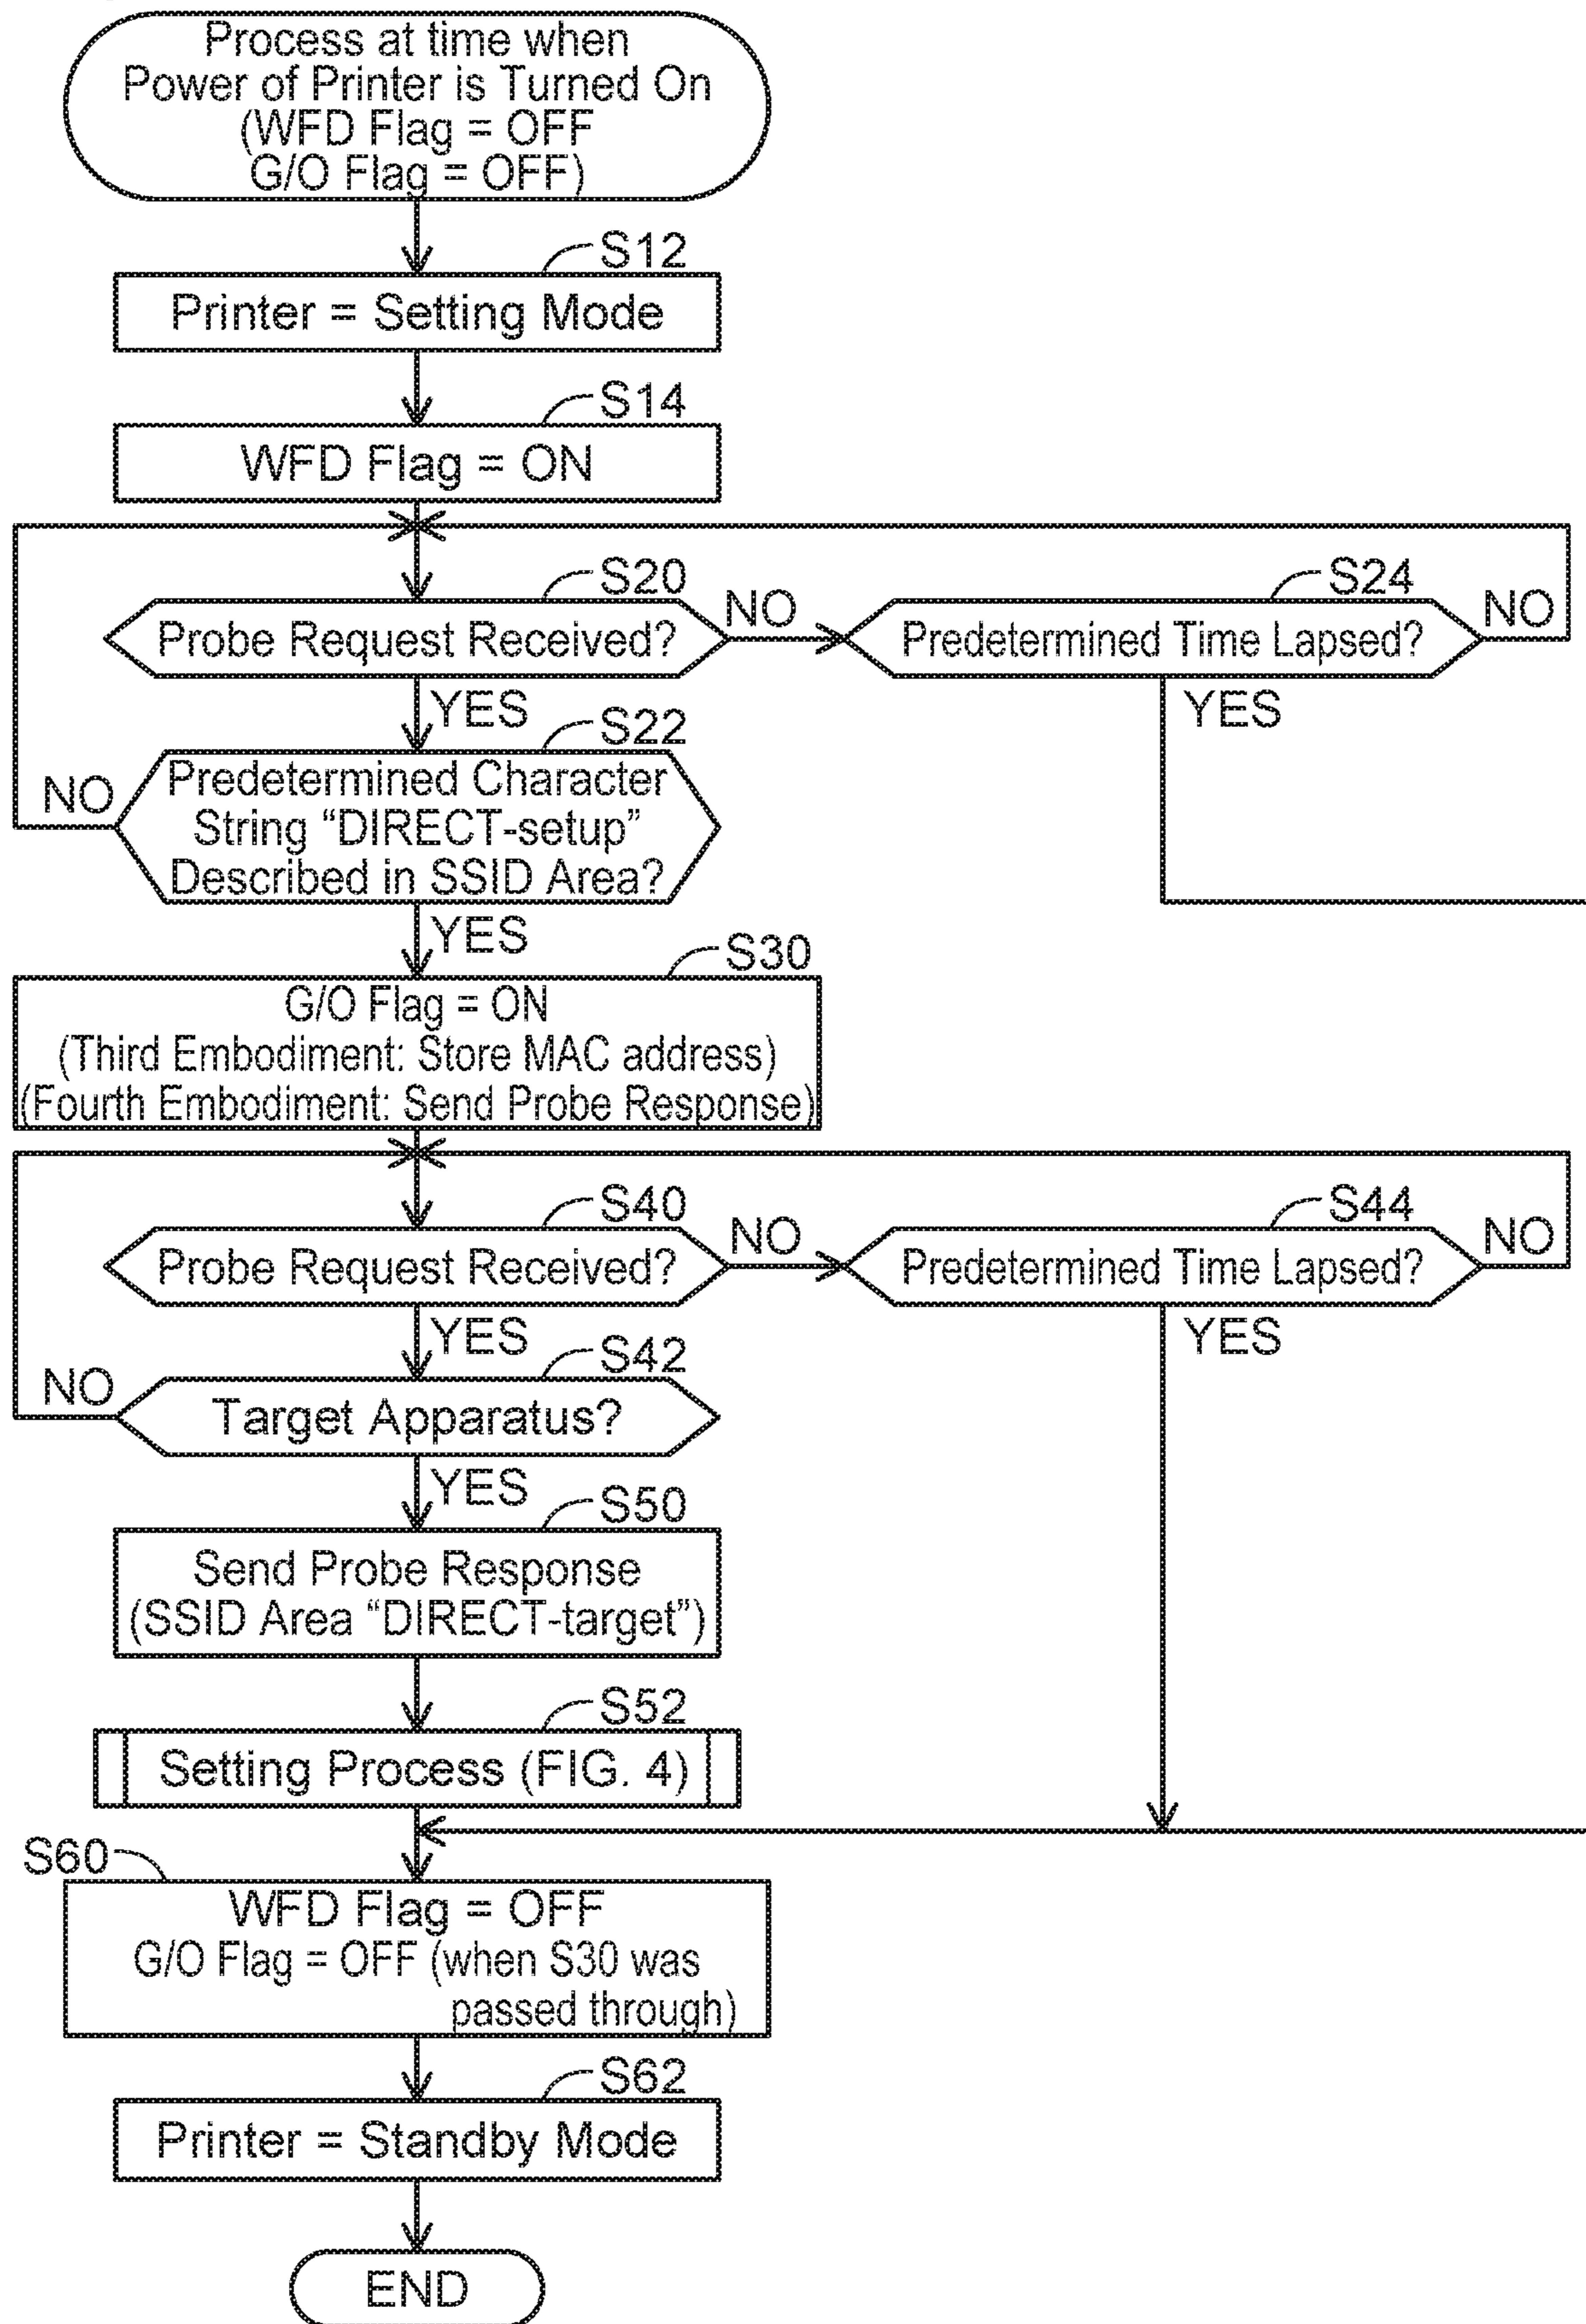 Process at time when
Power of Printer is Turned On
(WFD Flag = OFF
G/O Flag = OFF)
S12
Printer = Setting Mode
S14
WFD Flag = ON
S20
Probe Request Received?
NO
S24
Predetermined Time Lapsed?
NO
YES
YES
S22
NO
Predetermined Character
String “DIRECT-setup”
Described in SSID Area?
YES
S30
G/O Flag = ON
(Third Embodiment: Store MAC address)
(Fourth Embodiment: Send Probe Response)
S40
Probe Request Received?
NO
S44
Predetermined Time Lapsed?
NO
YES
YES
S42
NO
Target Apparatus?
YES
S50
Send Probe Response
(SSID Area “DIRECT-target”)
S52
Setting Process (FIG. 4)
S60
WFD Flag = OFF
G/O Flag = OFF (when S30 was
passed through)
S62
Printer = Standby Mode
END